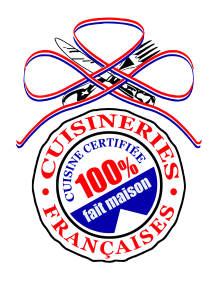 CUISINERIES
CUISINE CERTIFIÉE
100%
fait maison
FRANÇAISES